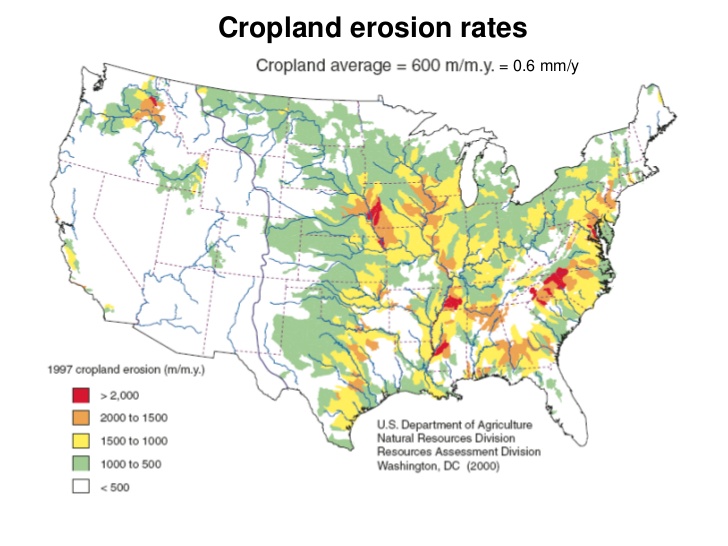 Cropland erosion rates
Cropland average = 600 m/m.y. = 0.6 mm/y
1997 cropland erosion (m/m.y.)
> 2,000
2000 to 1500
1500 to 1000
1000 to 500
< 500
U.S. Department of Agriculture
Natural Resources Division
Resources Assessment Division
Washington, DC (2000)